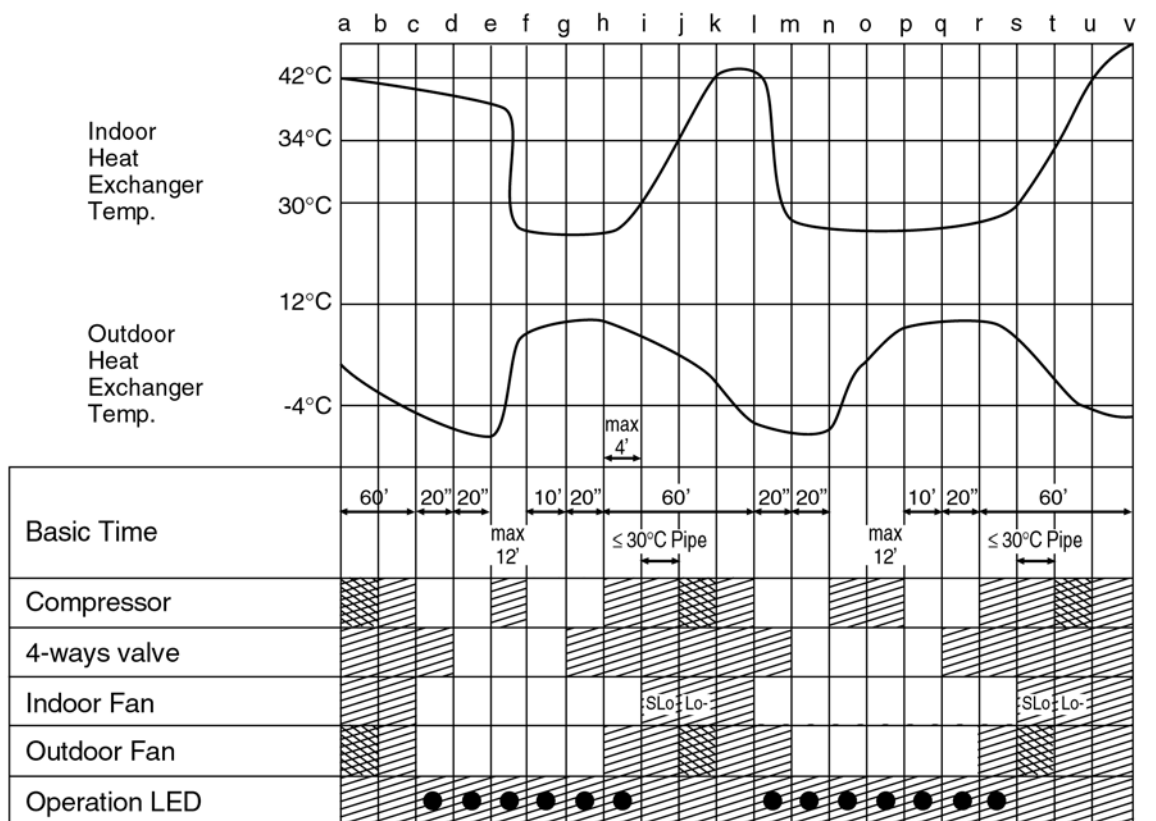 a b c d e f g h i j k l m n o p q r s t u v
42°C
Indoor
Heat
Exchanger
Temp.
34°C
30°C
12°C
Outdoor
Heat
Exchanger
Temp.
-4°C
max
4’
Basic Time
60’ 20” 20” 10’ 20” 60’ 20” 20” 10’ 20” 60’
max
12’
≤ 30°C Pipe
max
12’
≤ 30°C Pipe
Compressor
4-ways valve
Indoor Fan SLo Lo- SLo Lo-
Outdoor Fan
Operation LED